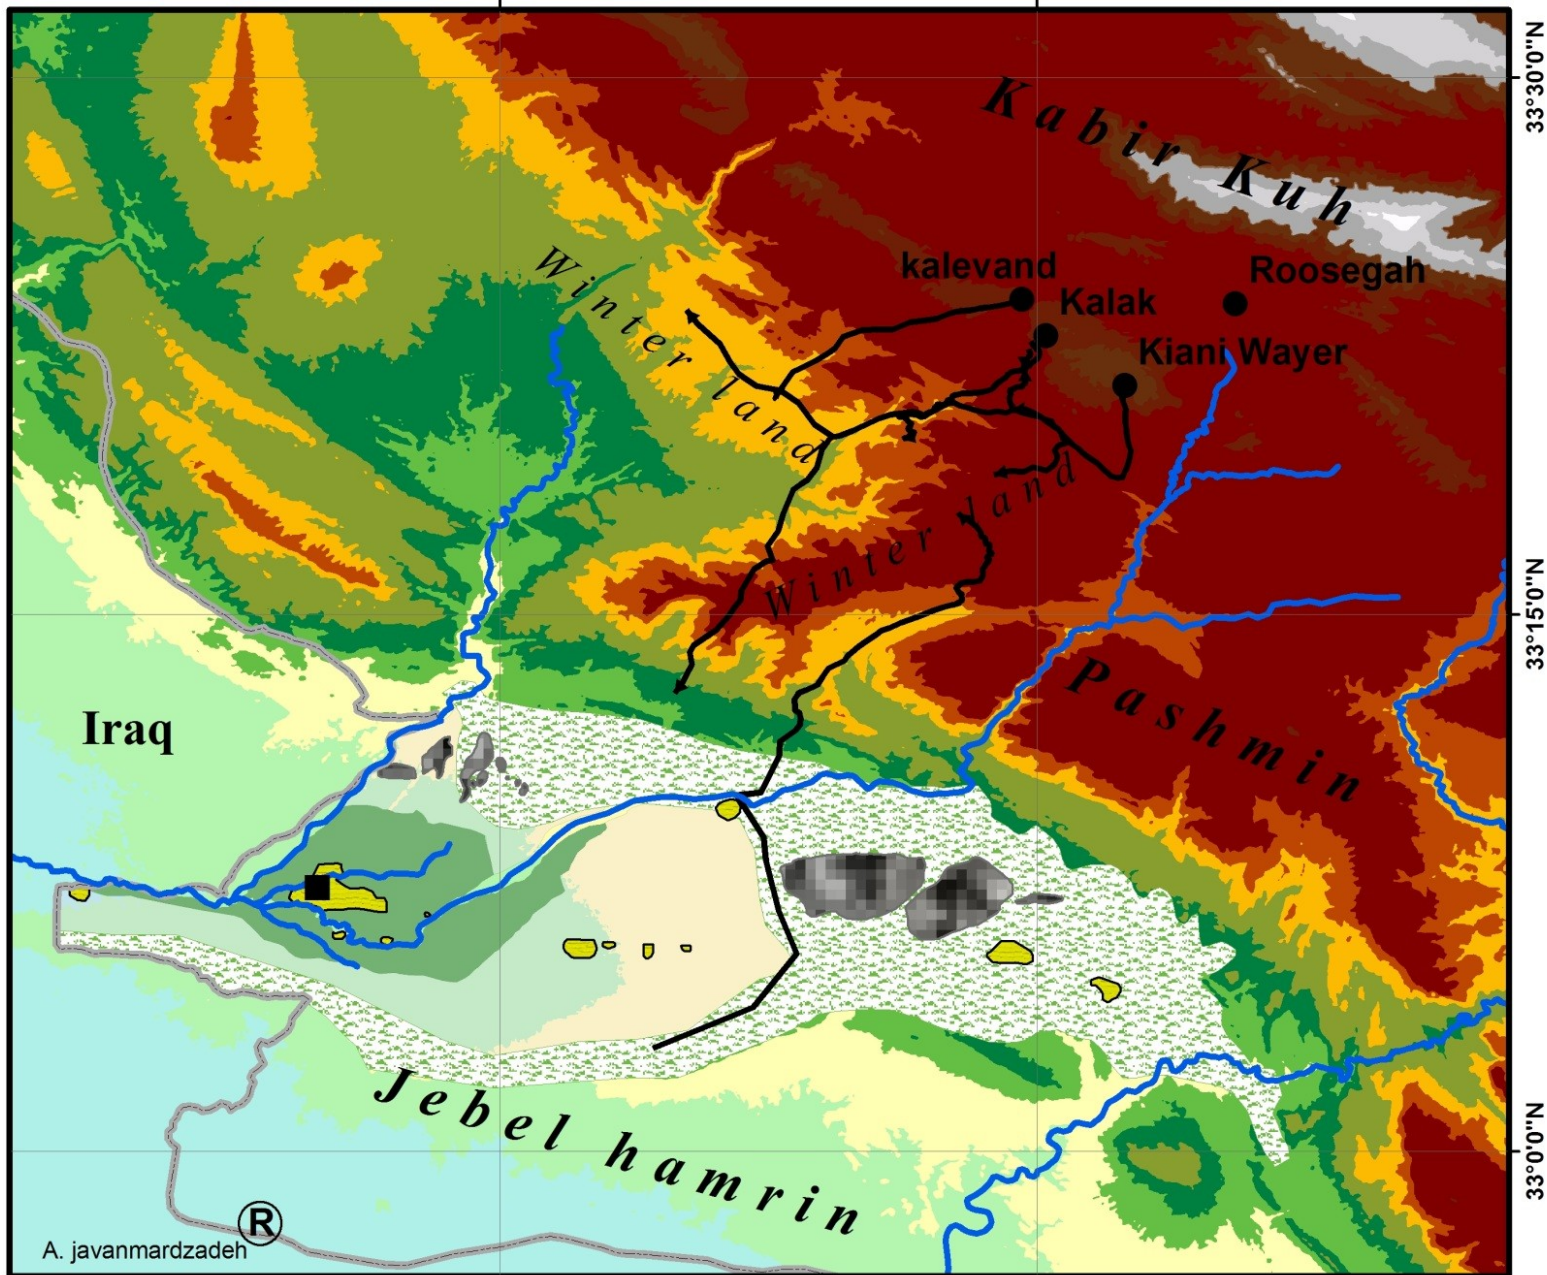 33°30'0"N
Kabir Kuh
kalevand
Roosegah
Kalak
Kiani Wayer
Winter land
Winter land
33°15'0"N
Pashmin
Iraq
Jebel hamrin
33°0'0"N
R
A. javanmardzadeh